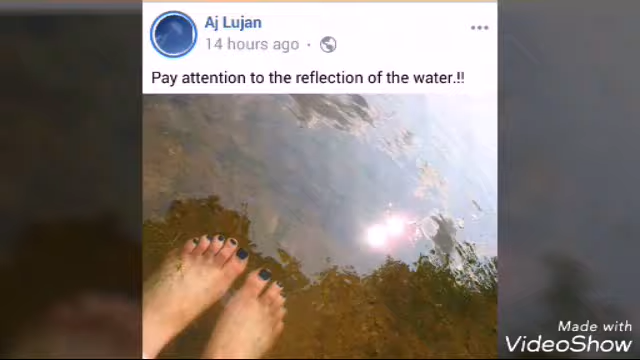 Aj Lujan
14 hours ago
Pay attention to the reflection of the water.!!
Made with
VideoShow